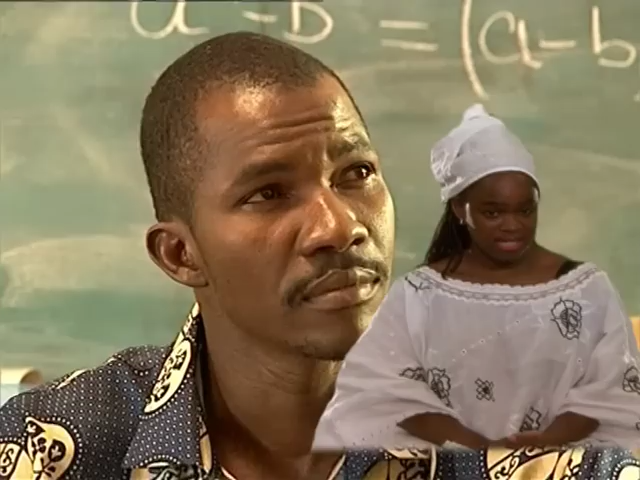 a - b = (a - b